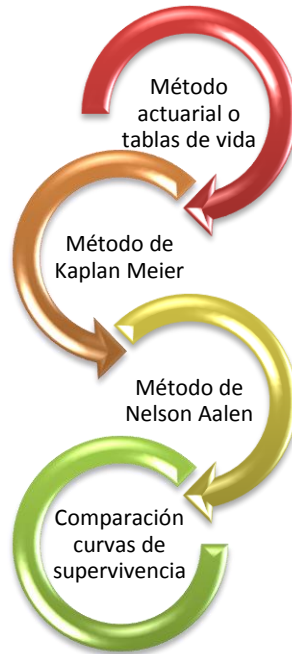 Método
actuarial o
tablas de vida
Método de
Kaplan Meier
Método de
Nelson Aalen
Comparación
curvas de
supervivencia